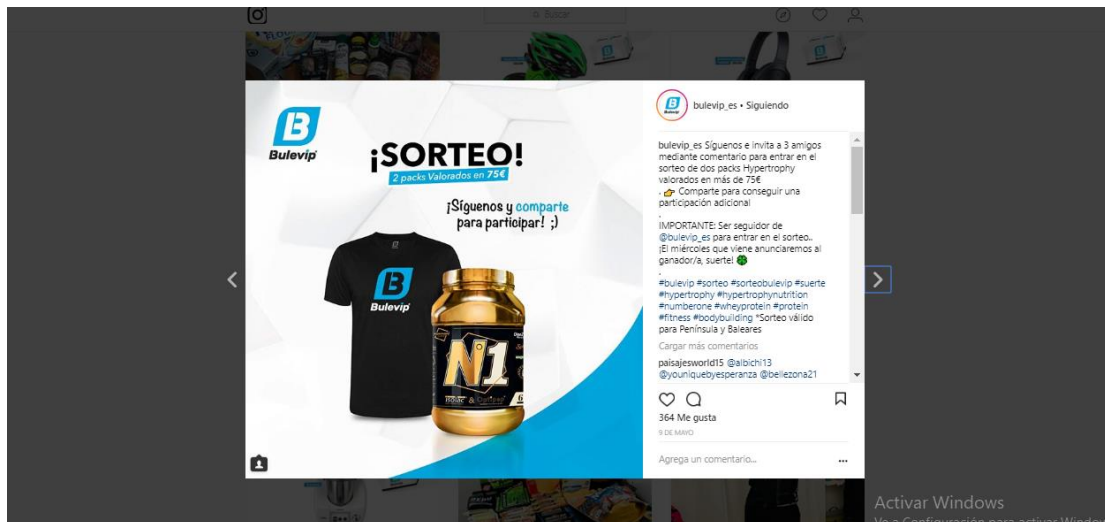 Buscar
Bulevip
¡SORTEO!
2 packs Valorados en 75€
¡Síguenos y comparte
para participar! ;)
Bulevip
N1
bulevip_es • Siguiendo
bulevip_es Síguenos e invita a 3 amigos
mediante comentario para entrar en el
sorteo de dos packs Hypertrophy
valorados en más de 75€
. 👉 Comparte para conseguir una
participación adicional
.
IMPORTANTE: Ser seguidor de
@bulevip_es para entrar en el sorteo..
¡El miércoles que viene anunciaremos al
ganador/a, suerte! 🍀
.
#bulevip #sorteo #sorteobulevip #suerte
#hypertrophy #hypertrophynutrition
#numberone #wheyprotein #protein
#fitness #bodybuilding *Sorteo válido
para Península y Baleares
Cargar más comentarios
paisajesworld15 @albichi13
@youniquebyesperanza @bellezona21
364 Me gusta
9 DE MAYO
Agrega un comentario...
Activar Windows